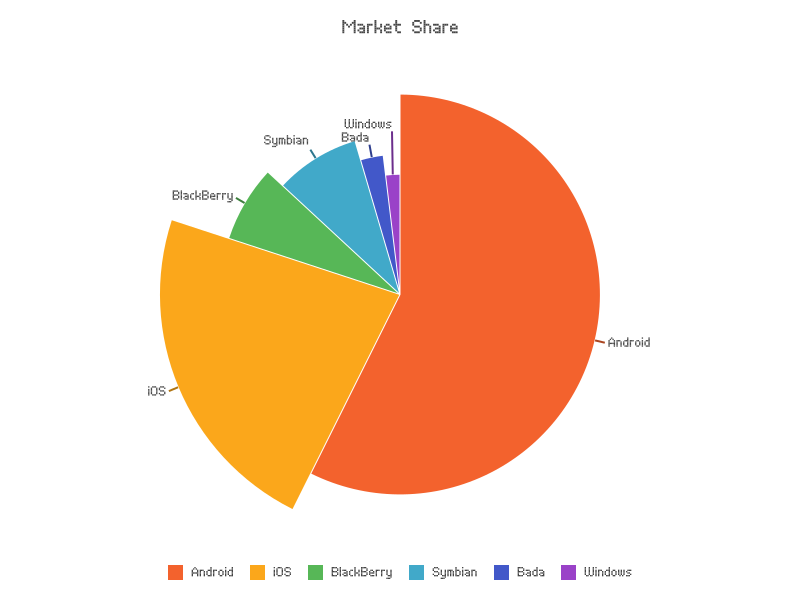 Market Share
Windows
Bada
Symbian
BlackBerry
Android
iOS
Android iOS BlackBerry Symbian Bada Windows